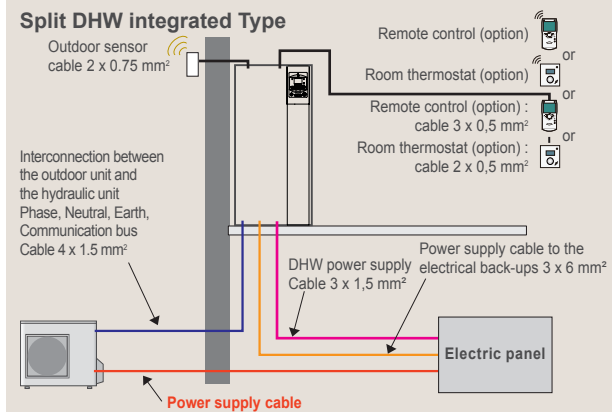 Split DHW integrated Type
Outdoor sensor
cable 2 x 0.75 mm²
Remote control (option)
or
Room thermostat (option)
or
Remote control (option) :
cable 3 x 0,5 mm²
or
Room thermostat (option) :
cable 2 x 0,5 mm²
Interconnection between
the outdoor unit and
the hydraulic unit
Phase, Neutral, Earth,
Communication bus
Cable 4 x 1.5 mm²
DHW power supply
Cable 3 x 1,5 mm²
Power supply cable to the
electrical back-ups 3 x 6 mm²
Electric panel
Power supply cable